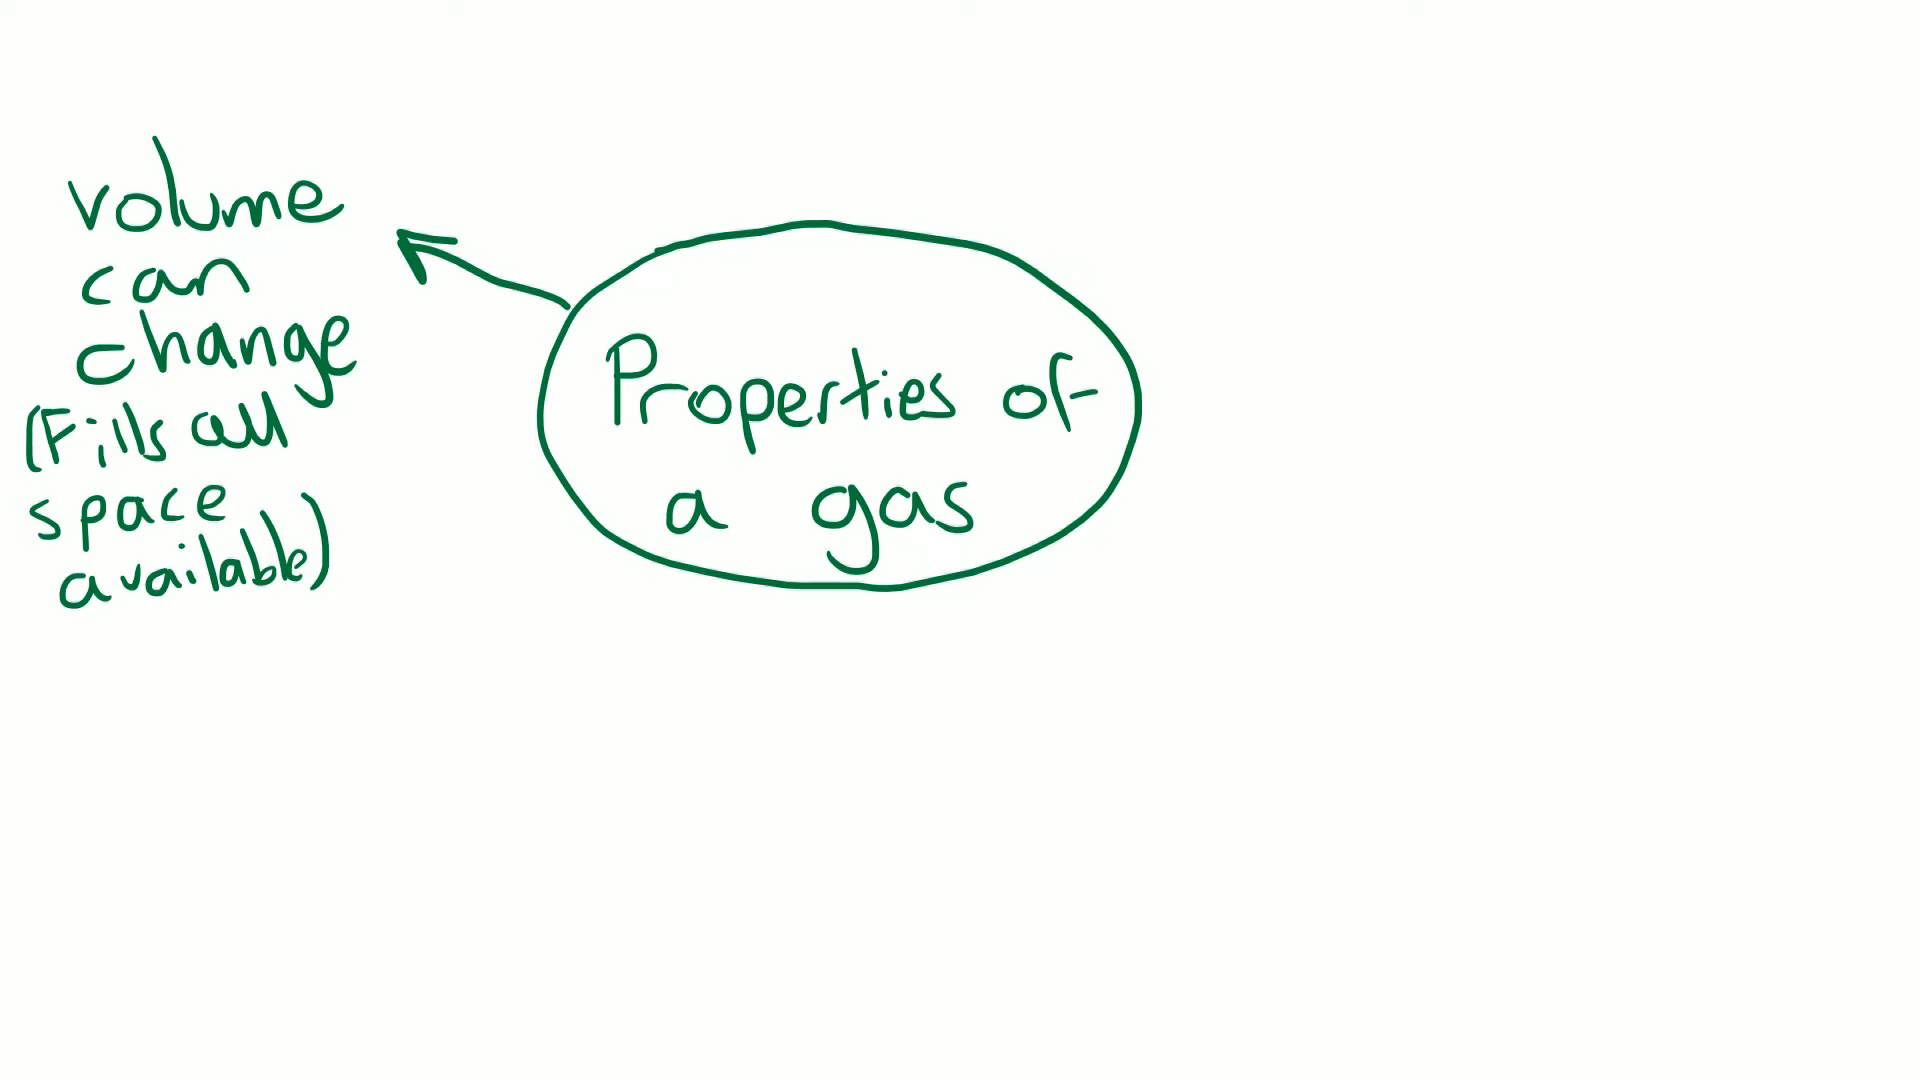 volume
can
change
(Fills all
space
available)
Properties of
a gas